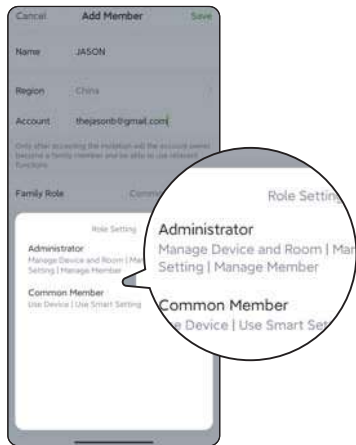 Cancel Add Member Save
Name JASON
Region China
Account thejasonb@gmail.com
Only after accepting the invitation will the account owner
become a family member and be able to use relevant
functions.
Family Role Commo
Role Setting
Administrator
Manage Device and Room | Man
Setting | Manage Member
Common Member
Use Device | Use Smart Setting
Role Setting
Administrator
Manage Device and Room | Man
Setting | Manage Member
Common Member
Use Device | Use Smart Set